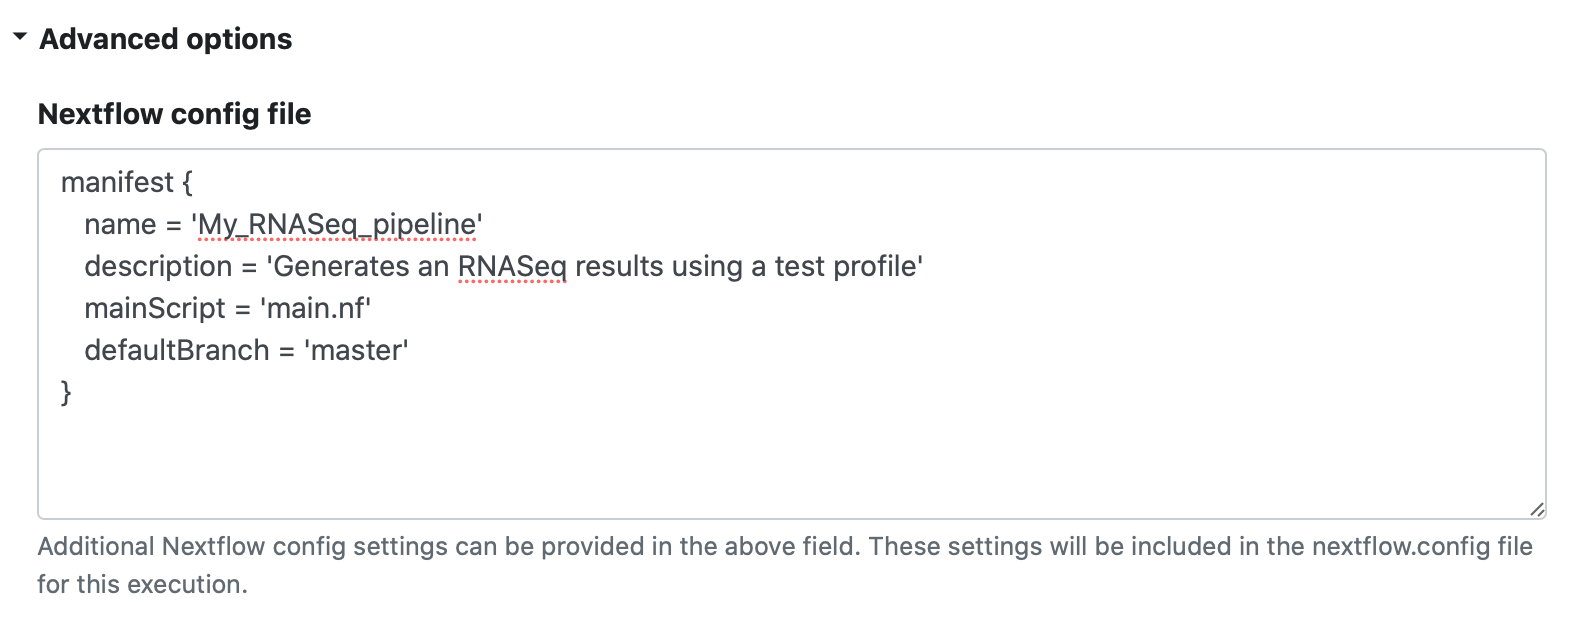 Advanced options
Nextflow config file
manifest {
name = 'My_RNASeq_pipeline'
description = 'Generates an RNASeq results using a test profile'
mainScript = 'main.nf'
defaultBranch = 'master'
}
Additional Nextflow config settings can be provided in the above field. These settings will be included in the nextflow.config file
for this execution.